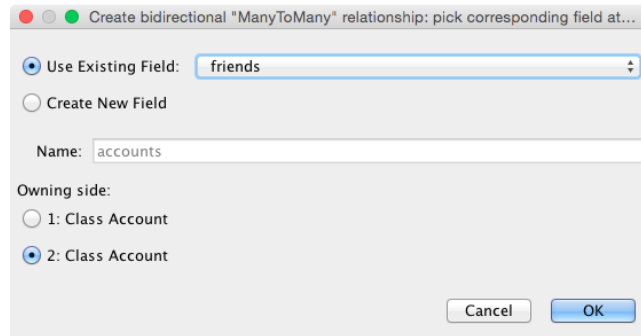 Create bidirectional "ManyToMany" relationship: pick corresponding field at...
Use Existing Field: friends
Create New Field
Name: accounts
Owning side:
1: Class Account
2: Class Account
Cancel OK